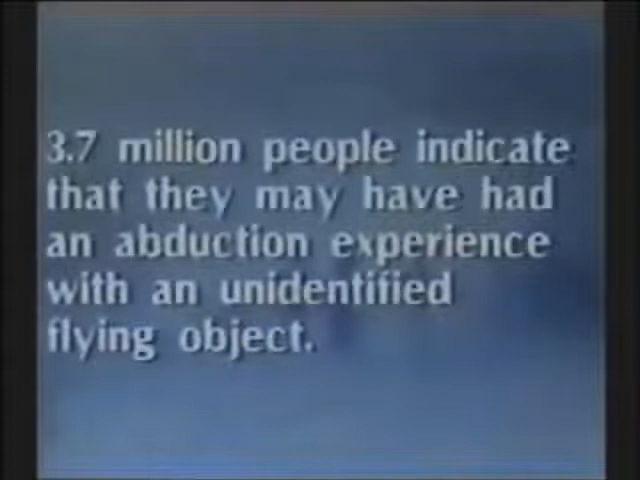 3.7 million people indicate
that they may have had
an abduction experience
with an unidentified
flying object.